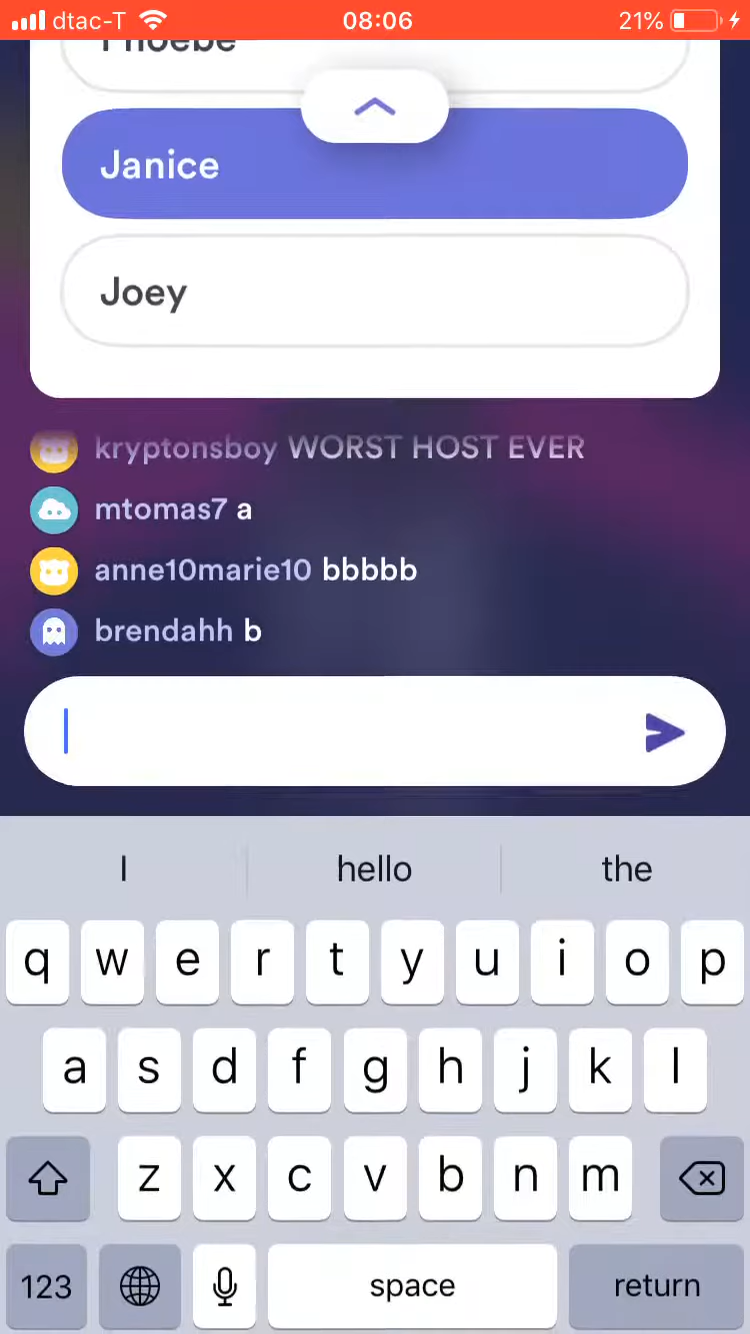 dtac-T 08:06 21%
Phoebe
Janice
Joey
kryptonsboy WORST HOST EVER
mtomas7 a
anne10marie10 bbbbb
brendahh b
I hello the
q w e r t y u i o p
a s d f g h j k l
z x c v b n m
123 space return